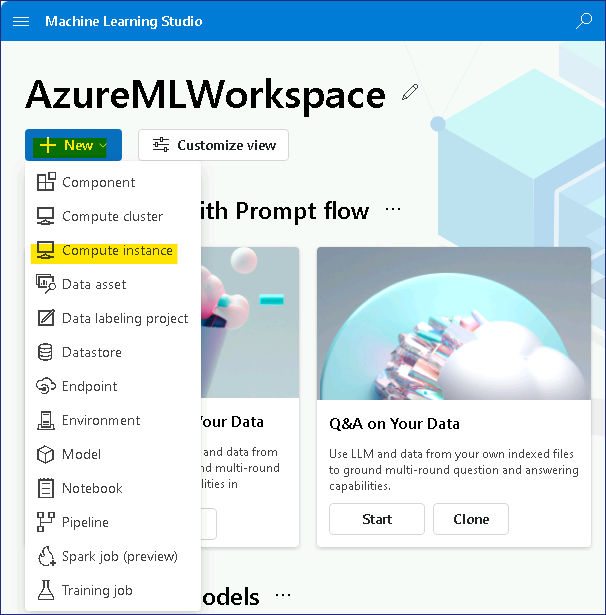 Machine Learning Studio
AzureMLWorkspace
New
Customize view
Component
Compute cluster
Compute instance
Data asset
Data labeling project
Datastore
Endpoint
Environment
Model
Notebook
Pipeline
Spark job (preview)
Training job
ith Prompt flow ...
our Data
and data from
nd multi-round
ilities in
Q&A on Your Data
Use LLM and data from your own indexed files
to ground multi-round question and answering
capabilities.
Start
Clone
odels ...